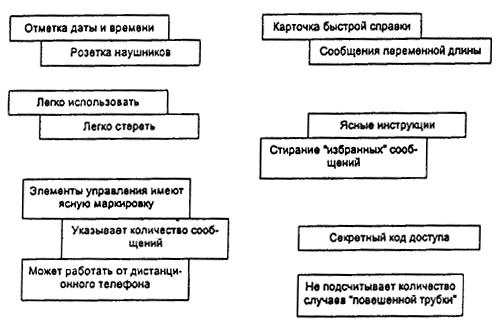 Отметка даты и времени
Розетка наушников
Легко использовать
Легко стереть
Элементы управления имеют
ясную маркировку
Указывает количество сооб-
щений
Может работать от дистанци-
онного телефона
Карточка быстрой справки
Сообщения переменной длины
Ясные инструкции
Стирание "избранных" сооб-
щений
Секретный код доступа
Не подсчитывает количество
случаев "повешенной трубки"